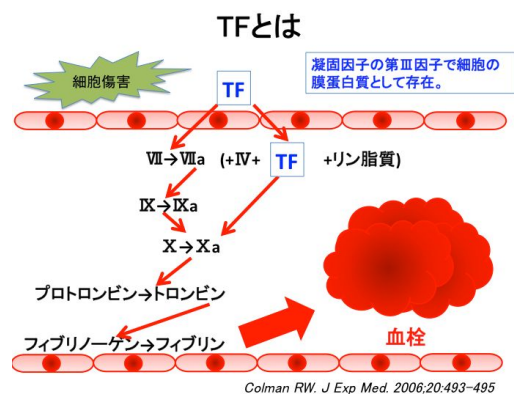 TFとは
細胞傷害
凝固因子の第Ⅲ因子で細胞の
膜蛋白質として存在。
TF
Ⅶ→Ⅶa (+Ⅳ+ TF +リン脂質)
Ⅸ→Ⅸa
Ⅹ→Ⅹa
プロトロンビン→トロンビン
フィブリノーゲン→フィブリン
血栓
Colman RW. J Exp Med. 2006;20:493-495